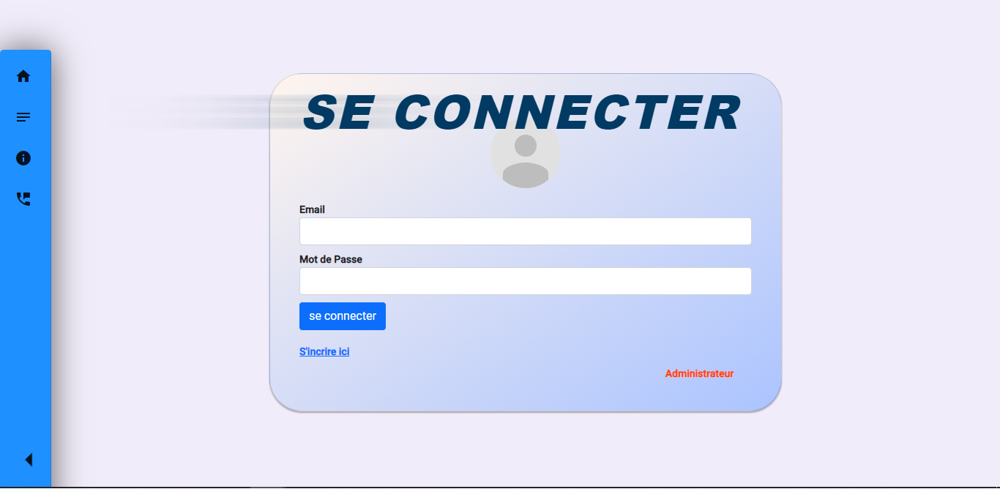 SE CONNECTER
Email
Mot de Passe
se connecter
S'incrire ici
Administrateur